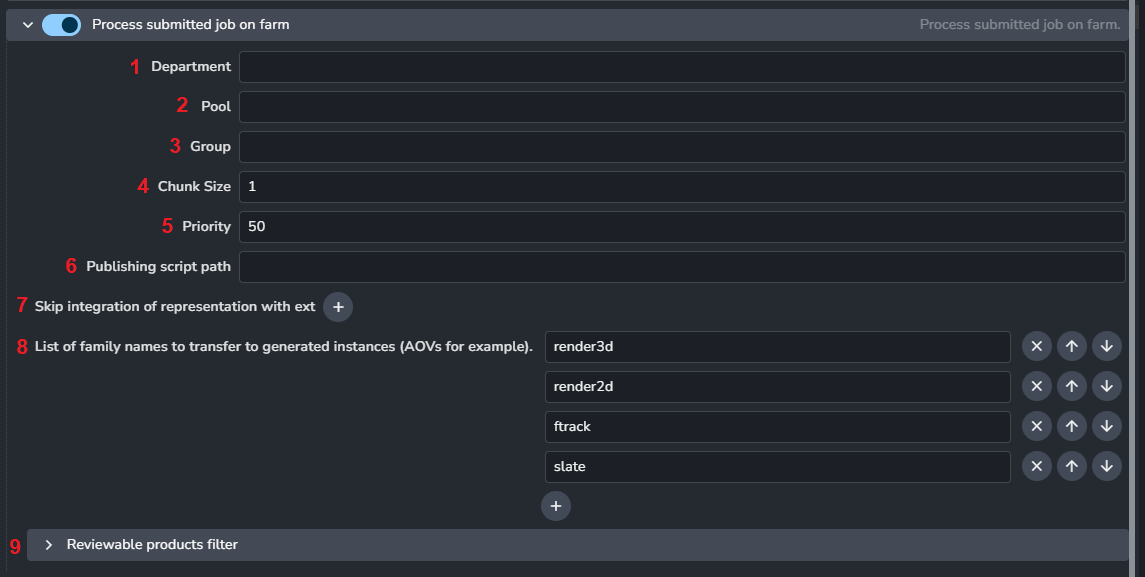 Process submitted job on farm Process submitted job on farm.
1 Department
2 Pool
3 Group
4 Chunk Size 1
5 Priority 50
6 Publishing script path
7 Skip integration of representation with ext +
8 List of family names to transfer to generated instances (AOVs for example). render3d
render2d
ftrack
slate
+
9 Reviewable products filter